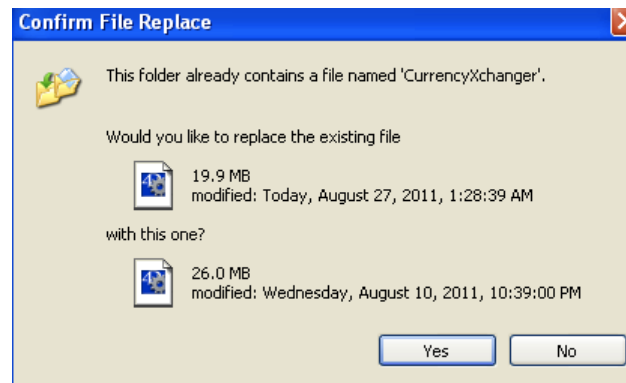 Confirm File Replace
This folder already contains a file named 'CurrencyXchanger'.
Would you like to replace the existing file
19.9 MB
modified: Today, August 27, 2011, 1:28:39 AM
with this one?
26.0 MB
modified: Wednesday, August 10, 2011, 10:39:00 PM
Yes
No